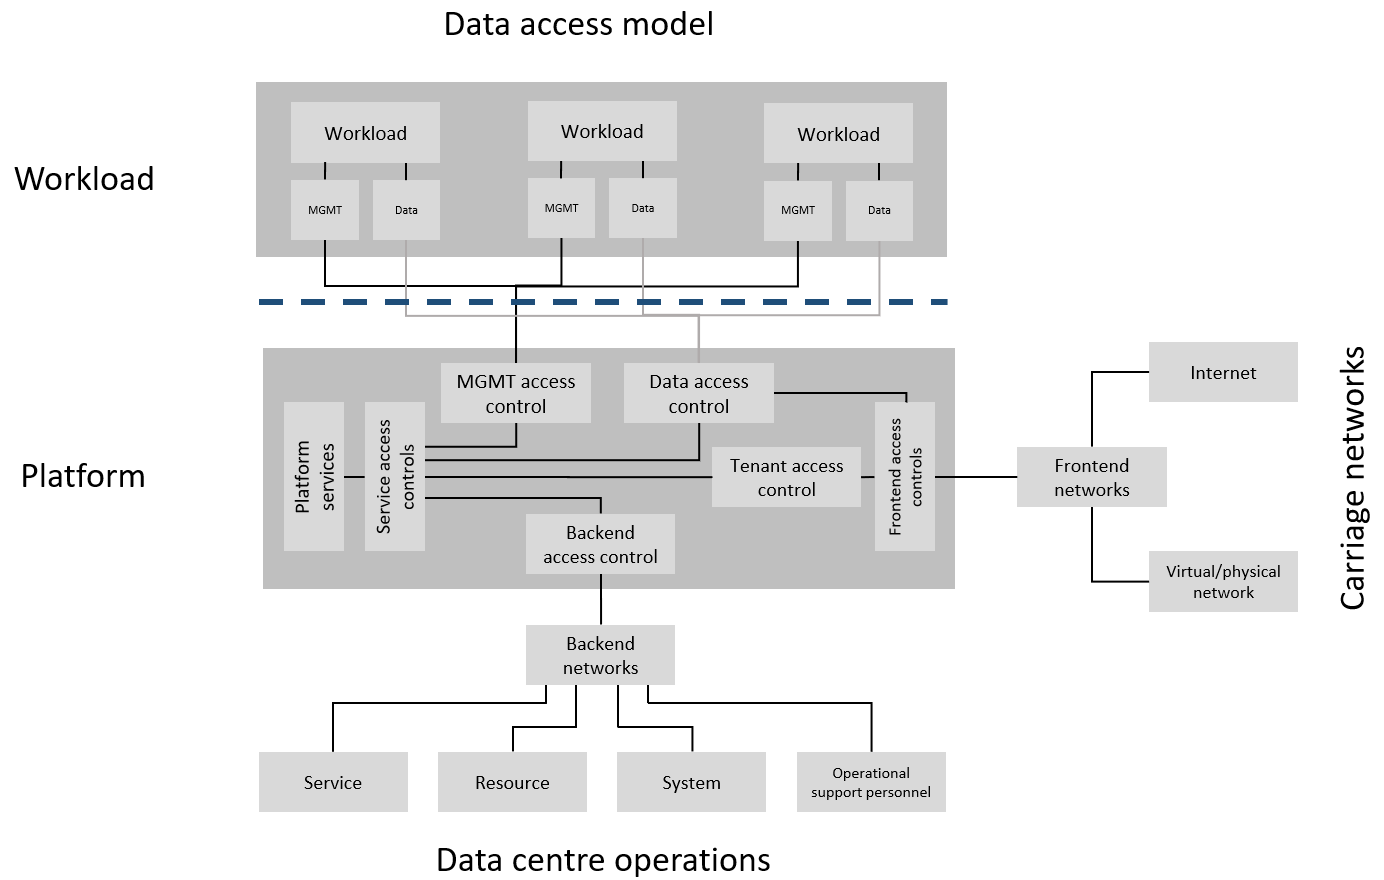 Data access model
Workload
Workload
Workload
Workload
MGMT
Data
MGMT
Data
MGMT
Data
Platform
MGMT access
control
Data access
control
Platform
services
Service access
controls
Tenant access
control
Frontend access
controls
Backend
access control
Frontend
networks
Internet
Virtual/physical
network
Carriage networks
Backend
networks
Service
Resource
System
Operational
support personnel
Data centre operations